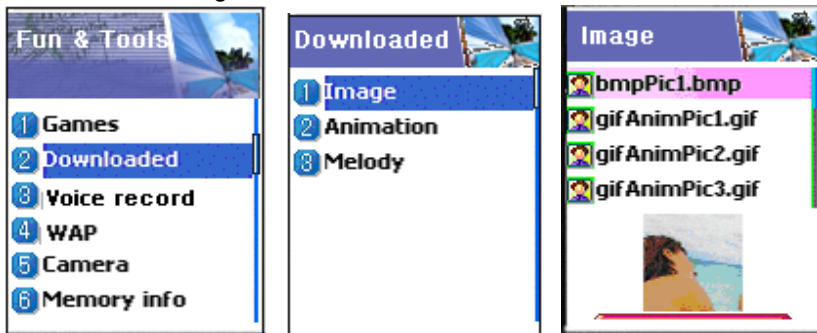 Fun & Tools
1 Games
2 Downloaded
3 Voice record
4 WAP
5 Camera
6 Memory info
Downloaded
1 Image
2 Animation
3 Melody
Image
bmpPic1.bmp
gifAnimPic1.gif
gifAnimPic2.gif
gifAnimPic3.gif